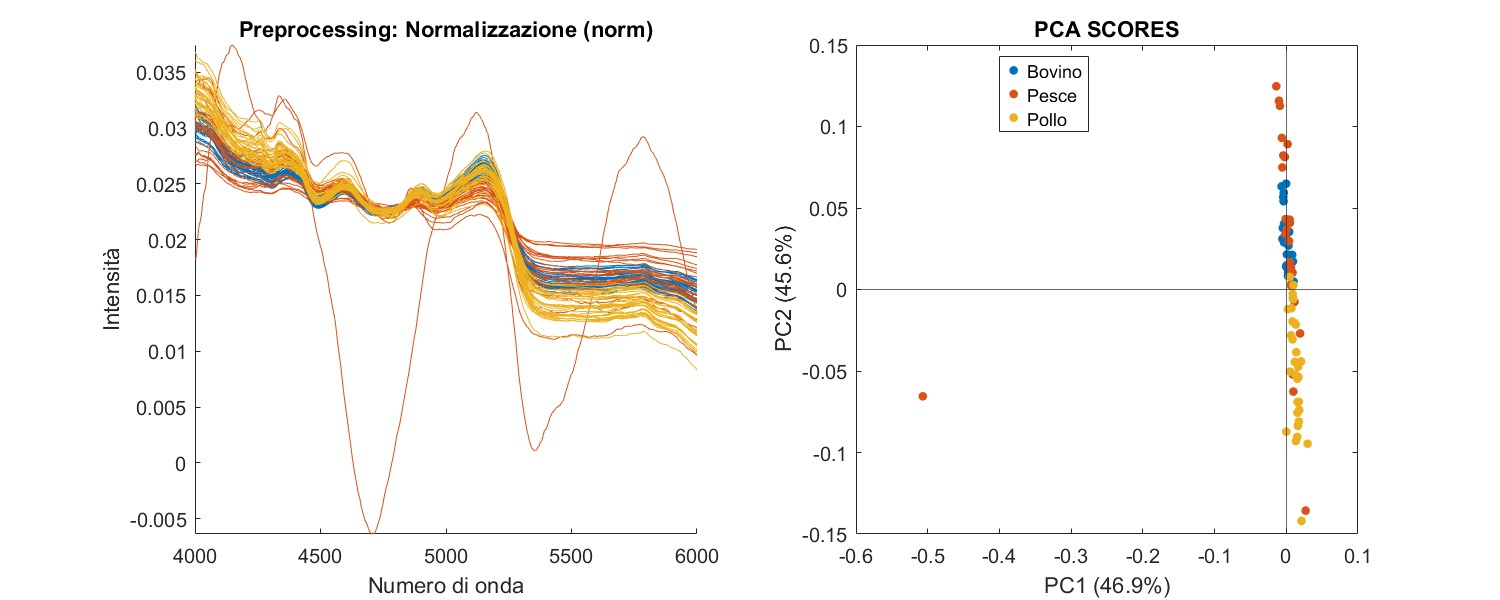 Preprocessing: Normalizzazione (norm)
0.035
0.03
0.025
0.02
0.015
0.01
0.005
0
-0.005
Intensità
4000 4500 5000 5500 6000
Numero di onda
PCA SCORES
Bovino
Pesce
Pollo
0.15
0.1
0.05
0
-0.05
-0.1
-0.15
PC2 (45.6%)
-0.6 -0.5 -0.4 -0.3 -0.2 -0.1 0 0.1
PC1 (46.9%)